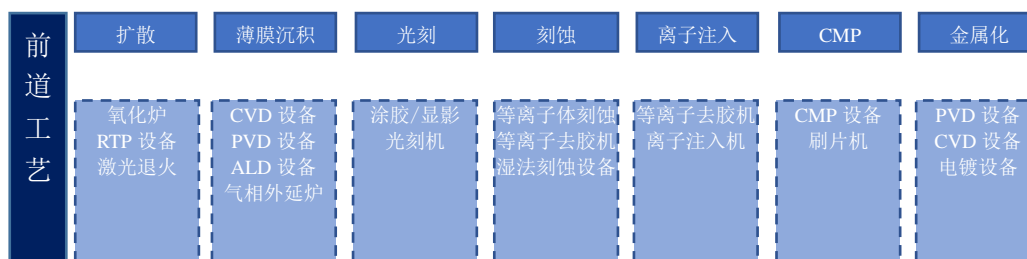 前道工艺
扩散
薄膜沉积
光刻
刻蚀
离子注入
CMP
金属化
氧化炉
RTP 设备
激光退火
CVD 设备
PVD 设备
ALD 设备
气相外延炉
涂胶/显影
光刻机
等离子体刻蚀
等离子去胶机
湿法刻蚀设备
等离子去胶机
离子注入机
CMP 设备
刷片机
PVD 设备
CVD 设备
电镀设备